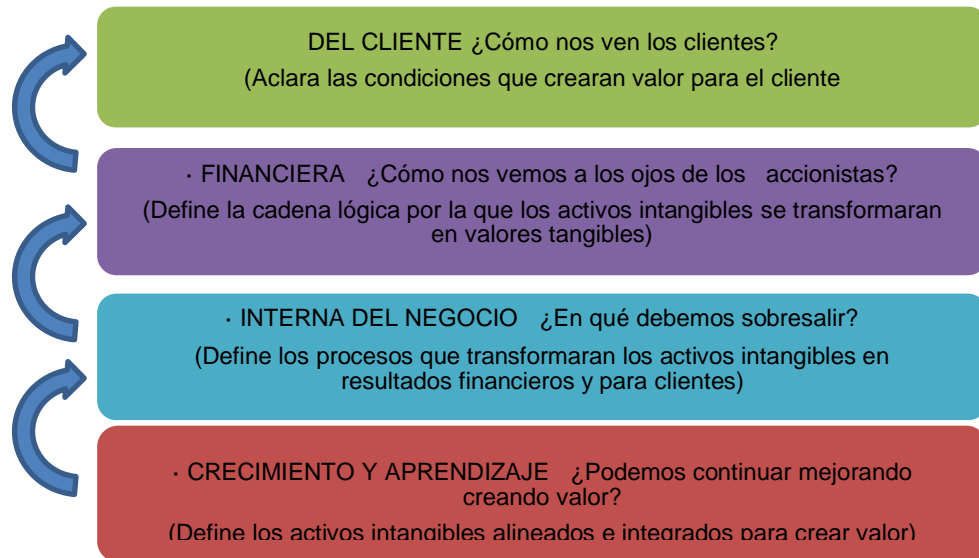 DEL CLIENTE ¿Cómo nos ven los clientes?
(Aclara las condiciones que crearan valor para el cliente
· FINANCIERA ¿Cómo nos vemos a los ojos de los accionistas?
(Define la cadena lógica por la que los activos intangibles se transformaran
en valores tangibles)
· INTERNA DEL NEGOCIO ¿En qué debemos sobresalir?
(Define los procesos que transformaran los activos intangibles en
resultados financieros y para clientes)
· CRECIMIENTO Y APRENDIZAJE ¿Podemos continuar mejorando
creando valor?
(Define los activos intangibles alineados e integrados para crear valor)